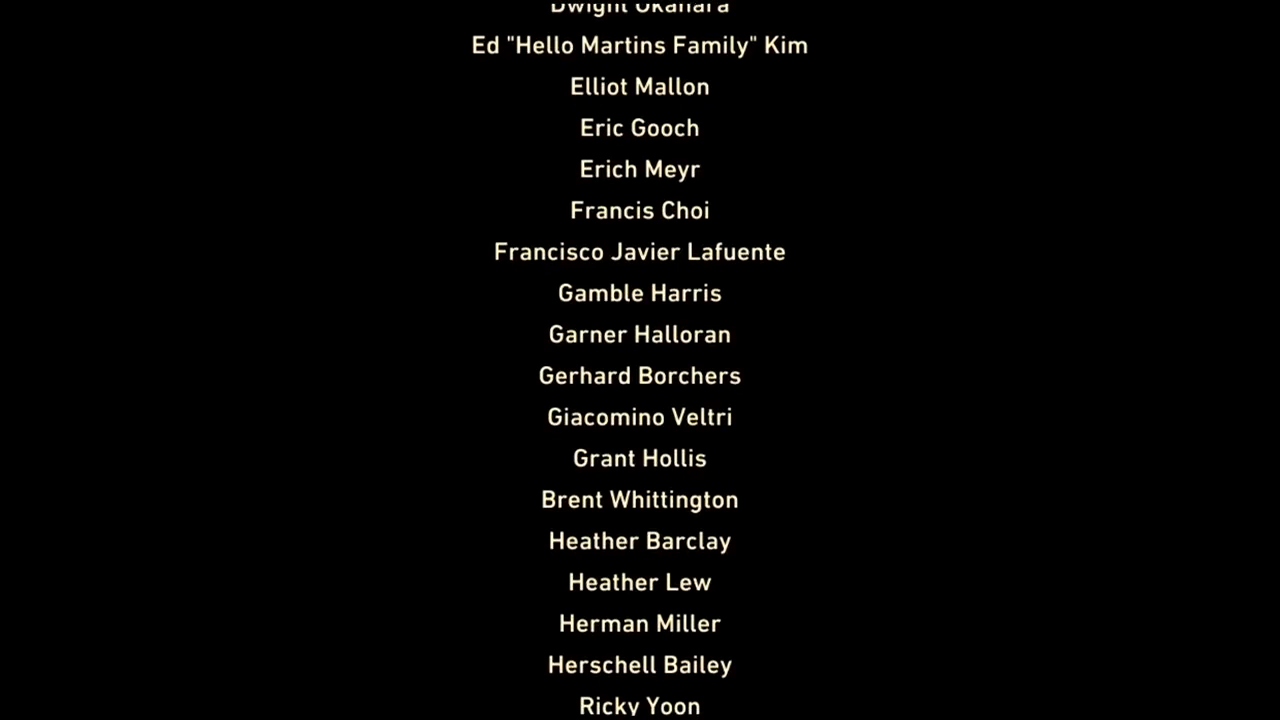 Dwight Okahara
Ed "Hello Martins Family" Kim
Elliot Mallon
Eric Gooch
Erich Meyr
Francis Choi
Francisco Javier Lafuente
Gamble Harris
Garner Halloran
Gerhard Borchers
Giacomino Veltri
Grant Hollis
Brent Whittington
Heather Barclay
Heather Lew
Herman Miller
Herschell Bailey
Ricky Yoon